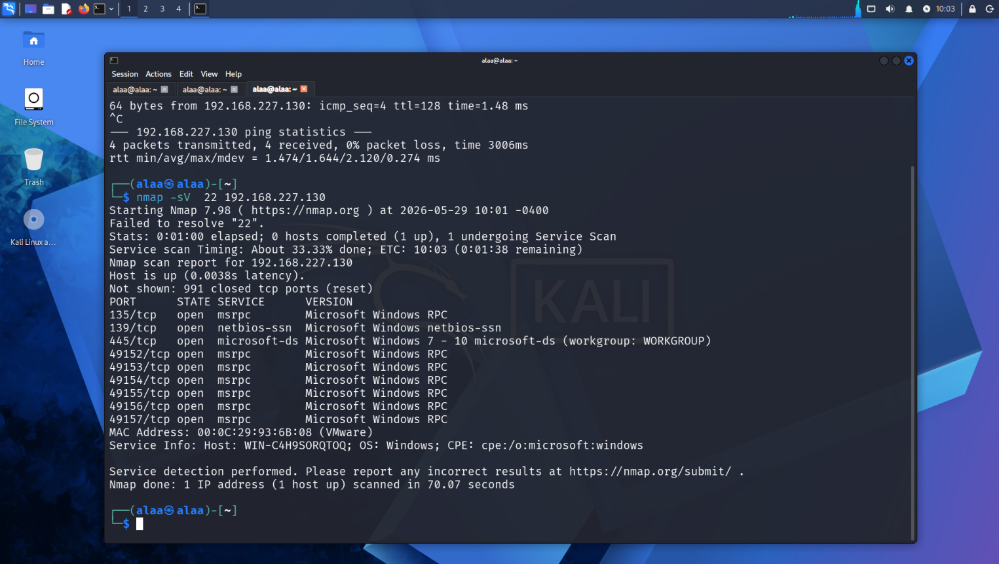 1 2 3 4
10:03
Home
File System
Trash
Kali Linux a...
alaa@alaa: ~
Session Actions Edit View Help
alaa@alaa: ~ alaa@alaa: ~ alaa@alaa: ~
64 bytes from 192.168.227.130: icmp_seq=4 ttl=128 time=1.48 ms
^C
--- 192.168.227.130 ping statistics ---
4 packets transmitted, 4 received, 0% packet loss, time 3006ms
rtt min/avg/max/mdev = 1.474/1.644/2.120/0.274 ms
┌──(alaa㉿alaa)-[~]
└─$ nmap -sV  22 192.168.227.130
Starting Nmap 7.98 ( https://nmap.org ) at 2026-05-29 10:01 -0400
Failed to resolve "22".
Stats: 0:01:00 elapsed; 0 hosts completed (1 up), 1 undergoing Service Scan
Service scan Timing: About 33.33% done; ETC: 10:03 (0:01:38 remaining)
Nmap scan report for 192.168.227.130
Host is up (0.0038s latency).
Not shown: 991 closed tcp ports (reset)
PORT      STATE SERVICE      VERSION
135/tcp   open  msrpc        Microsoft Windows RPC
139/tcp   open  netbios-ssn  Microsoft Windows netbios-ssn
445/tcp   open  microsoft-ds Microsoft Windows 7 - 10 microsoft-ds (workgroup: WORKGROUP)
49152/tcp open  msrpc        Microsoft Windows RPC
49153/tcp open  msrpc        Microsoft Windows RPC
49154/tcp open  msrpc        Microsoft Windows RPC
49155/tcp open  msrpc        Microsoft Windows RPC
49156/tcp open  msrpc        Microsoft Windows RPC
49157/tcp open  msrpc        Microsoft Windows RPC
MAC Address: 00:0C:29:93:6B:08 (VMware)
Service Info: Host: WIN-C4H9SORQTOQ; OS: Windows; CPE: cpe:/o:microsoft:windows
Service detection performed. Please report any incorrect results at https://nmap.org/submit/ .
Nmap done: 1 IP address (1 host up) scanned in 70.07 seconds
┌──(alaa㉿alaa)-[~]
└─$
KALI